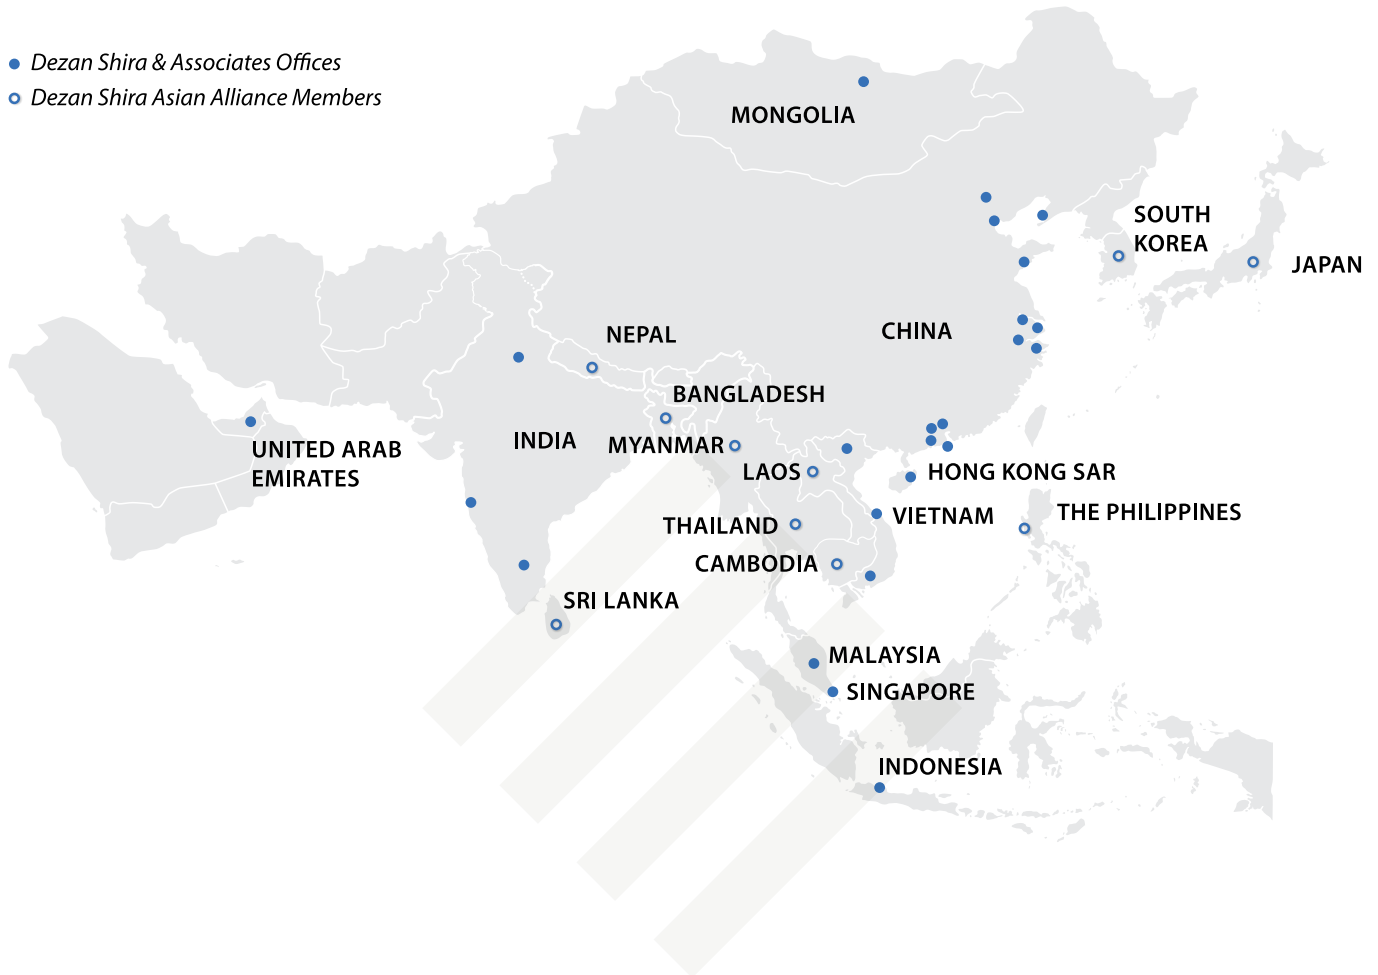 Dezan Shira & Associates Offices
Dezan Shira Asian Alliance Members
MONGOLIA
SOUTH
KOREA
JAPAN
CHINA
NEPAL
BANGLADESH
INDIA
MYANMAR
UNITED ARAB
EMIRATES
LAOS
HONG KONG SAR
THAILAND
VIETNAM
THE PHILIPPINES
CAMBODIA
SRI LANKA
MALAYSIA
SINGAPORE
INDONESIA